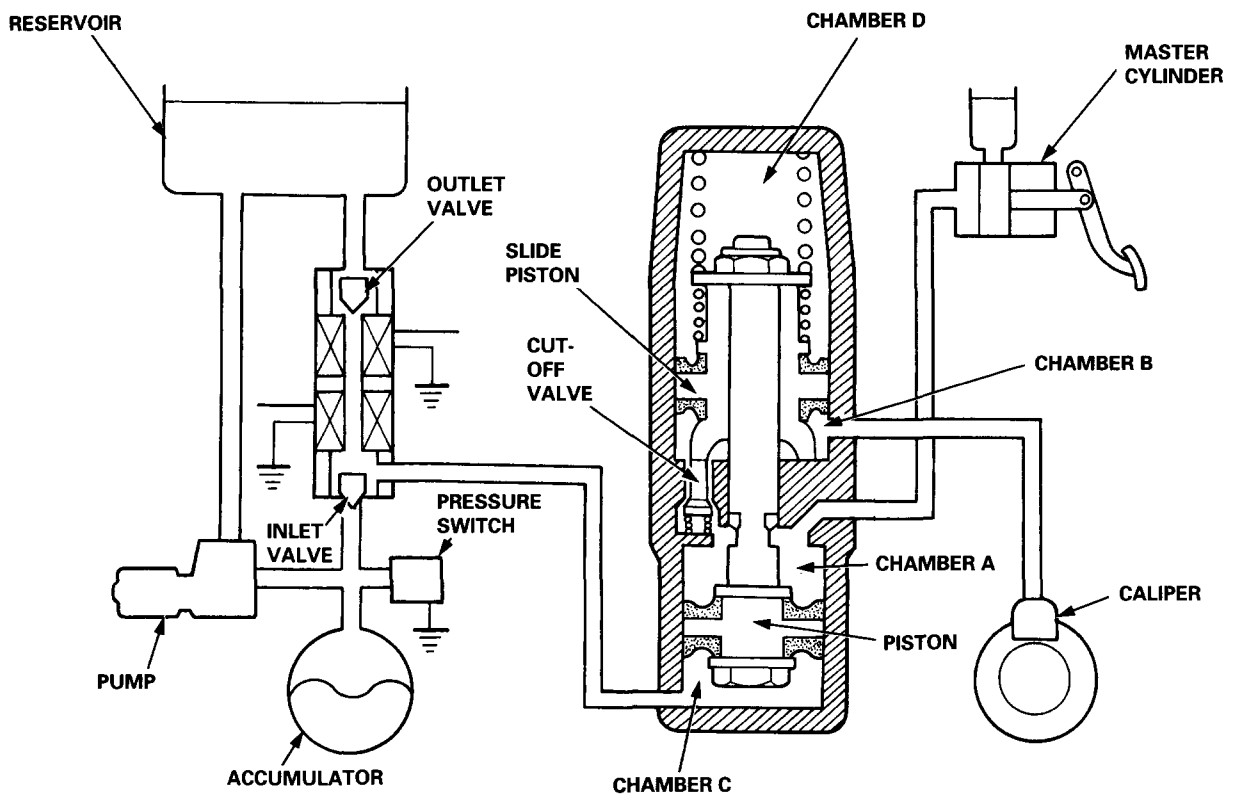 RESERVOIR
CHAMBER D
MASTER
CYLINDER
OUTLET
VALVE
SLIDE
PISTON
CUT-
OFF
VALVE
CHAMBER B
INLET
VALVE
PRESSURE
SWITCH
CHAMBER A
CALIPER
PISTON
PUMP
ACCUMULATOR
CHAMBER C